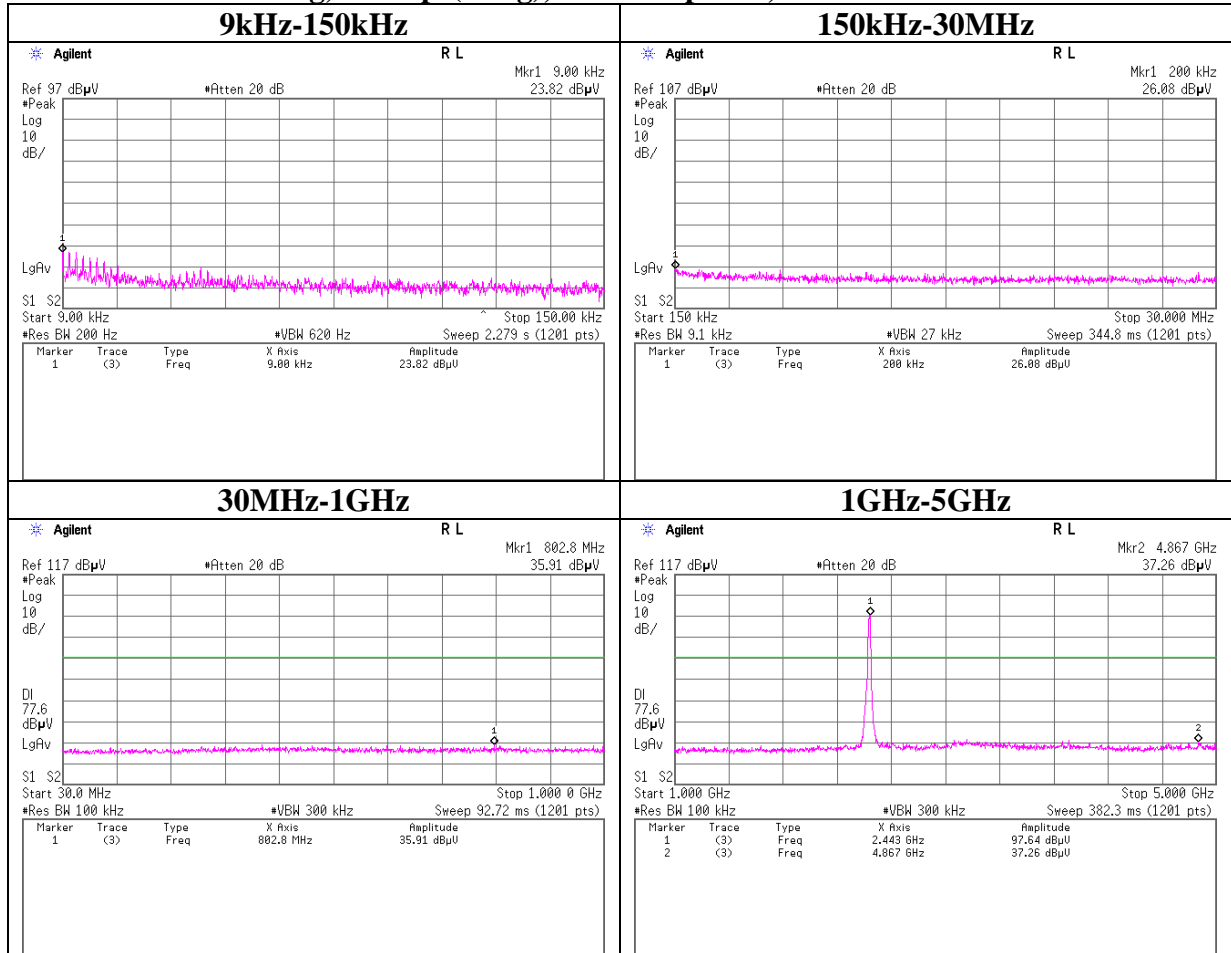 9kHz-150kHz
Agilent R L
Mkr1 9.00 kHz
Ref 97 dBµV #Atten 20 dB 23.82 dBµV
#Peak
Log
10
dB/
1
LgAv
S1 S2
Start 9.00 kHz ^ Stop 150.00 kHz
#Res BW 200 Hz #VBW 620 Hz Sweep 2.279 s (1201 pts)
Marker Trace Type X Axis Amplitude
1 (3) Freq 9.00 kHz 23.82 dBµV
150kHz-30MHz
Agilent R L
Mkr1 200 kHz
Ref 107 dBµV #Atten 20 dB 26.08 dBµV
#Peak
Log
10
dB/
1
LgAv
S1 S2
Start 150 kHz Stop 30.000 MHz
#Res BW 9.1 kHz #VBW 27 kHz Sweep 344.8 ms (1201 pts)
Marker Trace Type X Axis Amplitude
1 (3) Freq 200 kHz 26.08 dBµV
30MHz-1GHz
Agilent R L
Mkr1 802.8 MHz
Ref 117 dBµV #Atten 20 dB 35.91 dBµV
#Peak
Log
10
dB/
DI
77.6
dBµV
1
LgAv
S1 S2
Start 30.0 MHz Stop 1.000 0 GHz
#Res BW 100 kHz #VBW 300 kHz Sweep 92.72 ms (1201 pts)
Marker Trace Type X Axis Amplitude
1 (3) Freq 802.8 MHz 35.91 dBµV
1GHz-5GHz
Agilent R L
Mkr2 4.867 GHz
Ref 117 dBµV #Atten 20 dB 37.26 dBµV
#Peak
1
Log
10
dB/
DI
77.6
dBµV
2
LgAv
S1 S2
Start 1.000 GHz Stop 5.000 GHz
#Res BW 100 kHz #VBW 300 kHz Sweep 382.3 ms (1201 pts)
Marker Trace Type X Axis Amplitude
1 (3) Freq 2.443 GHz 97.64 dBµV
2 (3) Freq 4.867 GHz 37.26 dBµV